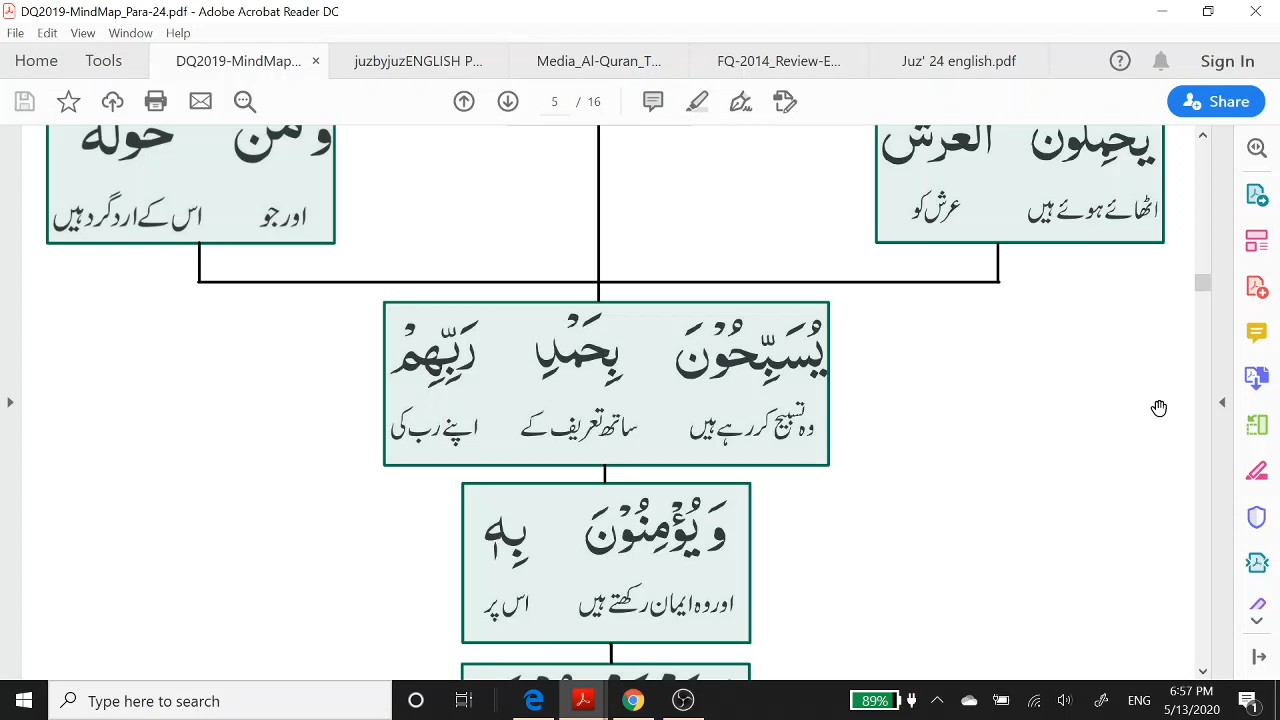 DQ2019-MindMap_Para-24.pdf - Adobe Acrobat Reader DC
File Edit View Window Help
Home Tools DQ2019-MindMap... × juzbyjuzENGLISH P... Media_Al-Quran_T... FQ-2014_Review-E... Juz' 24 english.pdf Sign In
5 / 16 Share
يَحْمِلُونَ الْعَرْشَ
اٹھائے ہوئے ہیں عرش کو
وَ مَنْ حَوْلَهُ
اور جو اس کے اردگرد ہیں
يُسَبِّحُوْنَ بِحَمْدِ رَبِّهِمْ
وہ تسبیح کر رہے ہیں ساتھ تعریف کے اپنے رب کی
وَ يُؤْمِنُوْنَ بِهٖ
اور وہ ایمان رکھتے ہیں اس پر
Type here to search
89% ENG 6:57 PM
5/13/2020 1